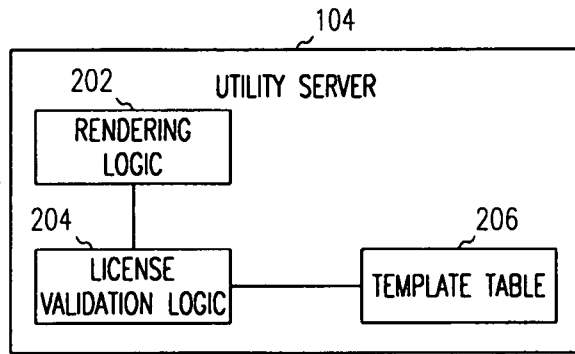 104
UTILITY SERVER
202
RENDERING
LOGIC
204
LICENSE
VALIDATION LOGIC
206
TEMPLATE TABLE